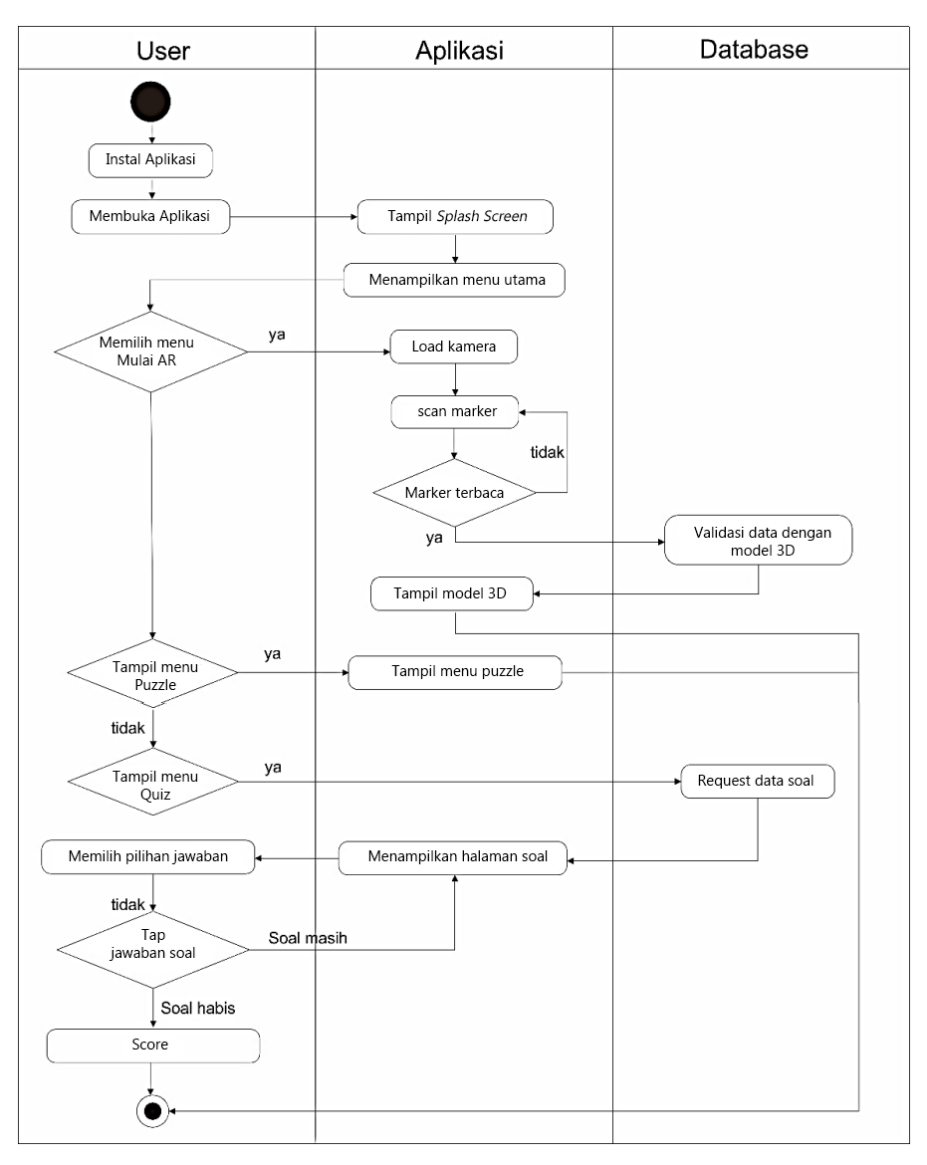 User
Aplikasi
Database
Instal Aplikasi
Membuka Aplikasi
Tampil Splash Screen
Menampilkan menu utama
Memilih menu
Mulai AR
ya
Load kamera
scan marker
tidak
Marker terbaca
ya
Validasi data dengan
model 3D
Tampil model 3D
Tampil menu
Puzzle
ya
Tampil menu puzzle
tidak
Tampil menu
Quiz
ya
Request data soal
Memilih pilihan jawaban
Menampilkan halaman soal
tidak
Tap
jawaban soal
Soal masih
Soal habis
Score